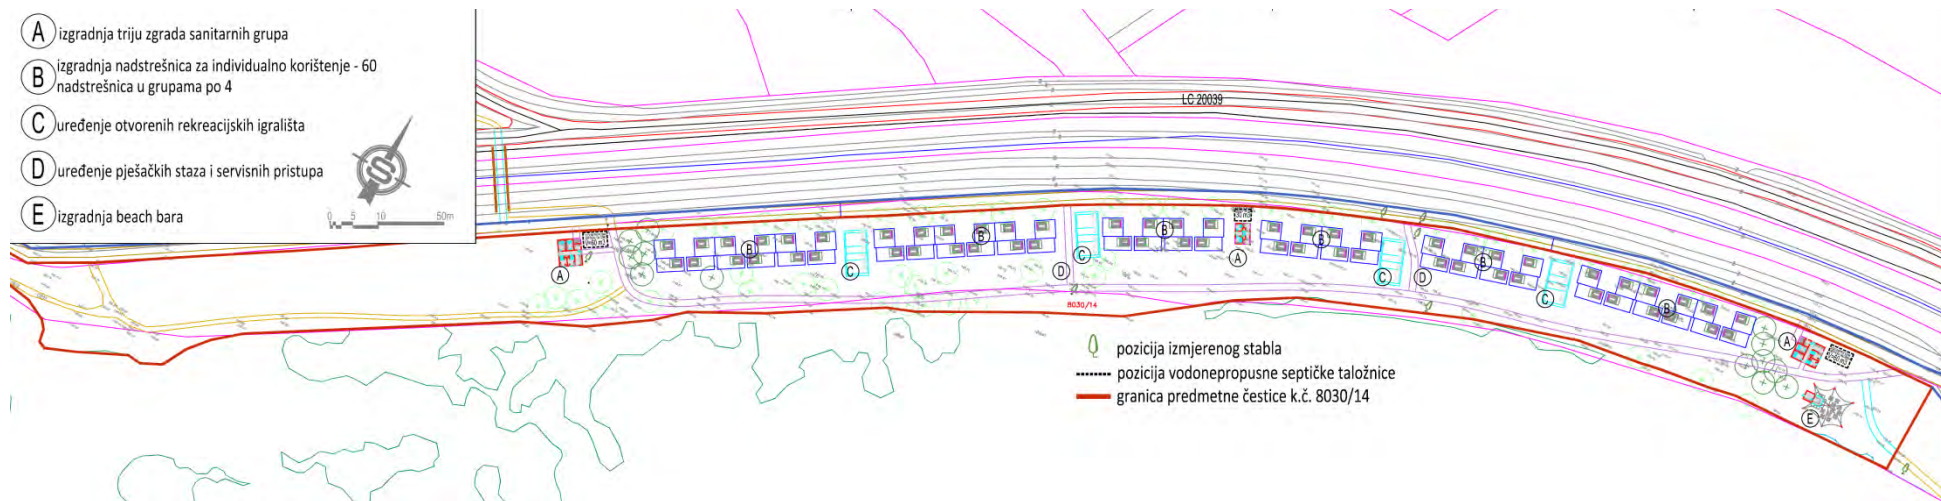 A izgradnja triju zgrada sanitarnih grupa
B izgradnja nadstrešnica za individualno korištenje - 60
nadstrešnica u grupama po 4
C uređenje otvorenih rekreacijskih igrališta
D uređenje pješačkih staza i servisnih pristupa
E izgradnja beach bara
0 5 10 50m
LC 20039
A
B
C
B
D
C
B
A
B
C
D
B
C
B
A
E
8030/14
pozicija izmjerenog stabla
pozicija vodonepropusne septičke taložnice
granica predmetne čestice k.č. 8030/14